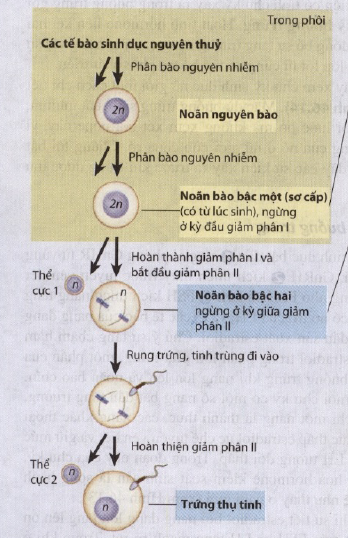 Trong phôi
Các tế bào sinh dục nguyên thuỷ
Phân bào nguyên nhiễm
2n
Noãn nguyên bào
Phân bào nguyên nhiễm
2n
Noãn bào bậc một (sơ cấp)
(có từ lúc sinh), ngừng
ở kỳ đầu giảm phân I
Hoàn thành giảm phân I và
bắt đầu giảm phân II
Thể
cực 1
n
n
Noãn bào bậc hai
ngừng ở kỳ giữa giảm
phân II
Rụng trứng, tinh trùng đi vào
Hoàn thiện giảm phân II
Thể
cực 2
n
n
Trứng thụ tinh